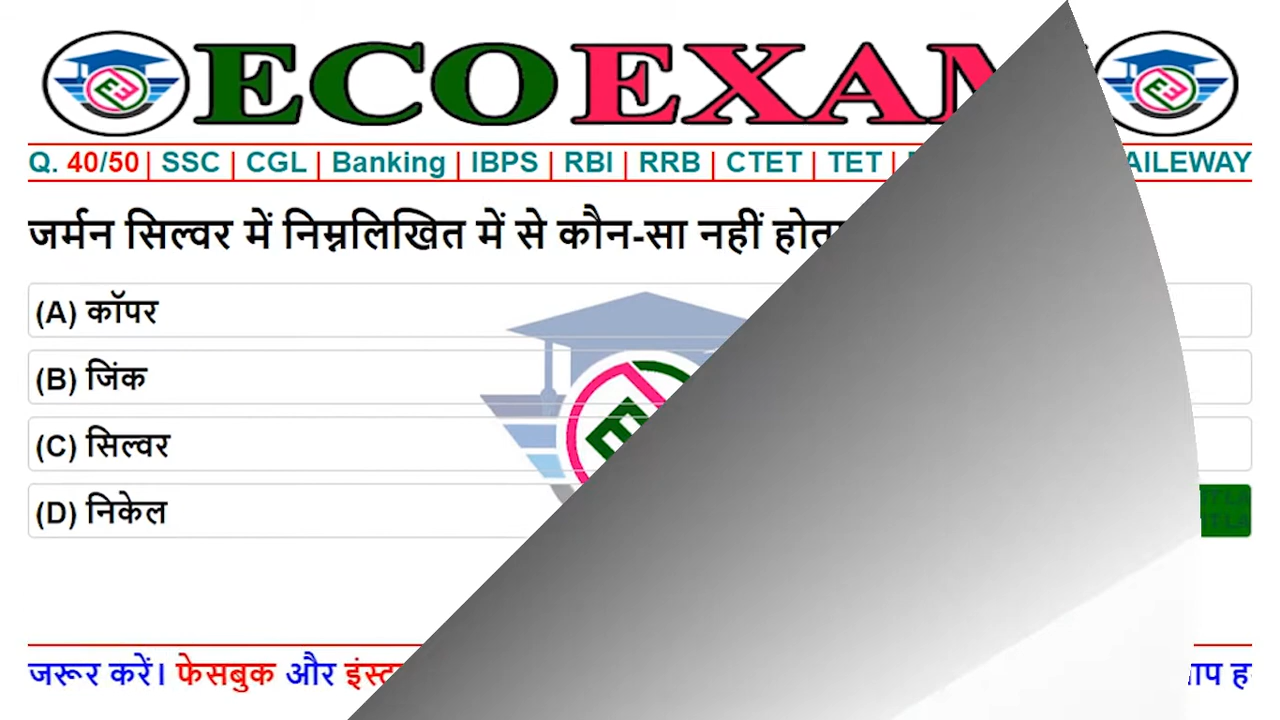 ECOEXAM
Q. 40/50 | SSC | CGL | Banking | IBPS | RBI | RRB | CTET | TET | AILEWAY
जर्मन सिल्वर में निम्नलिखित में से कौन-सा नहीं
(A) कॉपर
(B) जिंक
(C) सिल्वर
(D) निकेल
जरूर करें। फेसबुक और